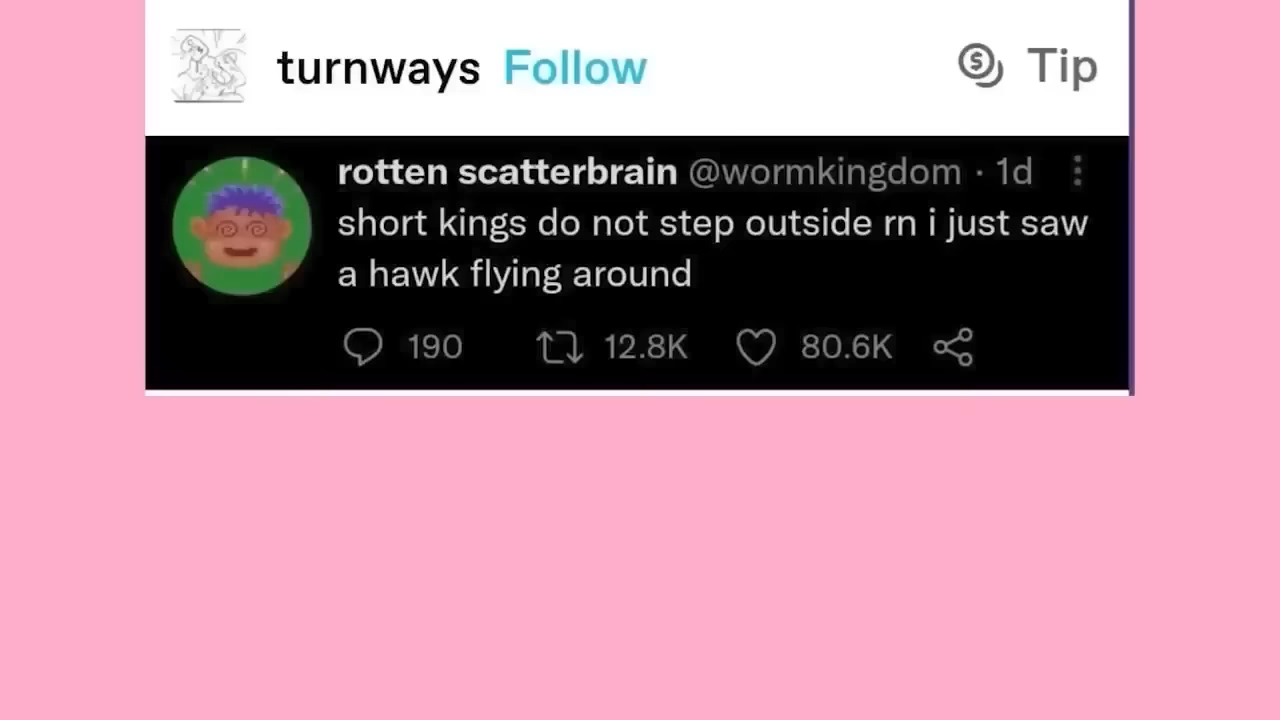 turnways Follow Tip
rotten scatterbrain @wormkingdom · 1d
short kings do not step outside rn i just saw
a hawk flying around
190 12.8K 80.6K